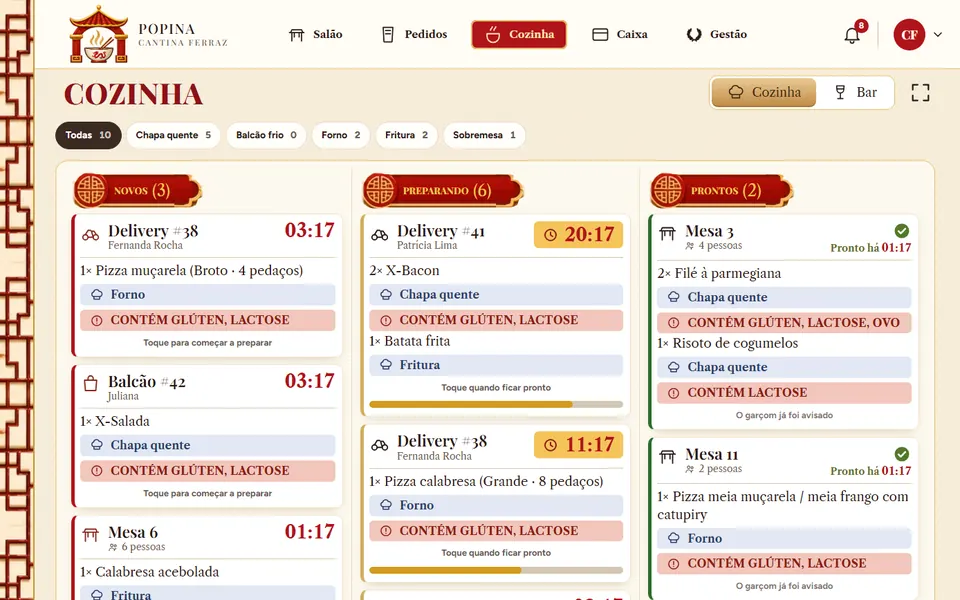 POPINA
CANTINA FERRAZ
Salão
Pedidos
Cozinha
Caixa
Gestão
8
CF
COZINHA
Cozinha
Bar
Todas 10
Chapa quente 5
Balcão frio 0
Forno 2
Fritura 2
Sobremesa 1
NOVOS (3)
Delivery #38
03:17
Fernanda Rocha
1× Pizza muçarela (Broto · 4 pedaços)
Forno
CONTÉM GLÚTEN, LACTOSE
Toque para começar a preparar
Balcão #42
03:17
Juliana
1× X-Salada
Chapa quente
CONTÉM GLÚTEN, LACTOSE
Toque para começar a preparar
Mesa 6
01:17
6 pessoas
1× Calabresa acebolada
Fritura
PREPARANDO (6)
Delivery #41
20:17
Patrícia Lima
2× X-Bacon
Chapa quente
CONTÉM GLÚTEN, LACTOSE
1× Batata frita
Fritura
Toque quando ficar pronto
Delivery #38
11:17
Fernanda Rocha
1× Pizza calabresa (Grande · 8 pedaços)
Forno
CONTÉM GLÚTEN, LACTOSE
Toque quando ficar pronto
PRONTOS (2)
Mesa 3
4 pessoas
Pronto há 01:17
2× Filé à parmegiana
Chapa quente
CONTÉM GLÚTEN, LACTOSE, OVO
1× Risoto de cogumelos
Chapa quente
CONTÉM LACTOSE
O garçom já foi avisado
Mesa 11
2 pessoas
Pronto há 01:17
1× Pizza meia muçarela / meia frango com
catupiry
Forno
CONTÉM GLÚTEN, LACTOSE
O garçom já foi avisado